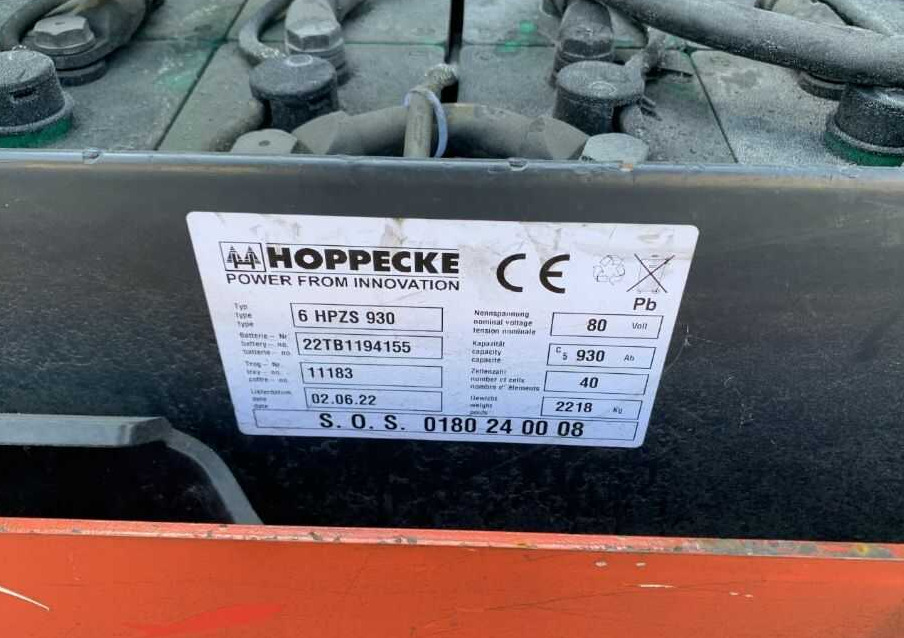 HOPPECKE
POWER FROM INNOVATION
CE
Pb
Typ
type
type
6 HPZS 930
Batterie - Nr
battery - no.
batterie - no.
22TB1194155
Trog - Nr.
tray - no.
coffre - no.
11183
Lieferdatum
date
date
02.06.22
Nennspannung
nominal voltage
tension nominale
80 Volt
Kapazität
capacity
capacité
C5 930 Ah
Zellenzahl
number of cells
nombre d' éléments
40
Gewicht
weight
poids
2218 Kg
S. O. S. 0180 24 00 08